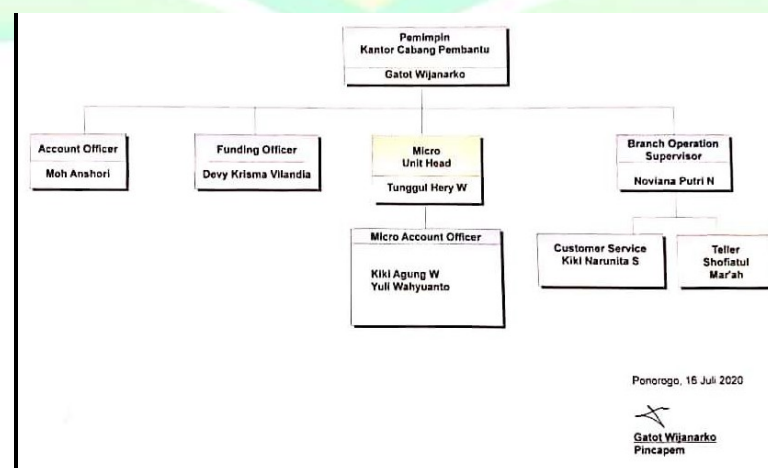 Pemimpin
Kantor Cabang Pembantu
Gatot Wijanarko
Account Officer
Moh Anshori
Funding Officer
Devy Krisma Vilandia
Micro
Unit Head
Tunggul Hery W
Branch Operation
Supervisor
Noviana Putri N
Micro Account Officer
Kiki Agung W
Yuli Wahyuanto
Customer Service
Kiki Narunita S
Teller
Shofiatul
Mar'ah
Ponorogo, 16 Juli 2020
Gatot Wijanarko
Pincapem